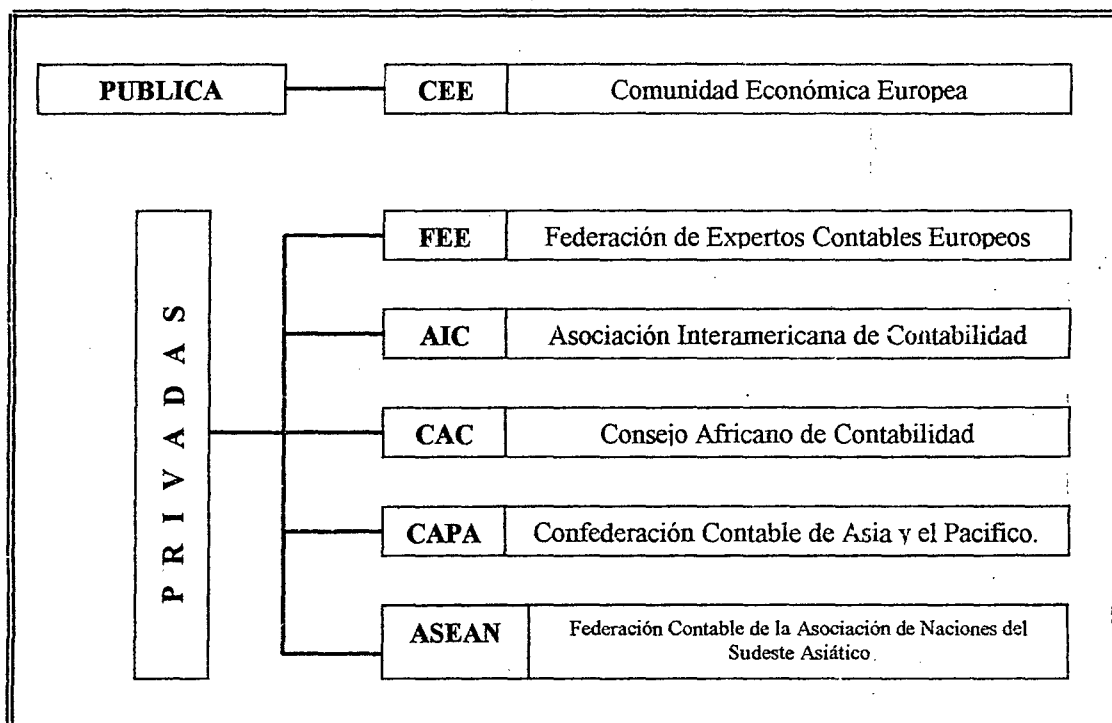 PUBLICA CEE Comunidad Económica Europea
FEE Federación de Expertos Contables Europeos
AIC Asociación Interamericana de Contabilidad
PRIVADAS
CAC Consejo Africano de Contabilidad
CAPA Confederación Contable de Asia y el Pacifico.
ASEAN Federación Contable de la Asociación de Naciones del
Sudeste Asiático